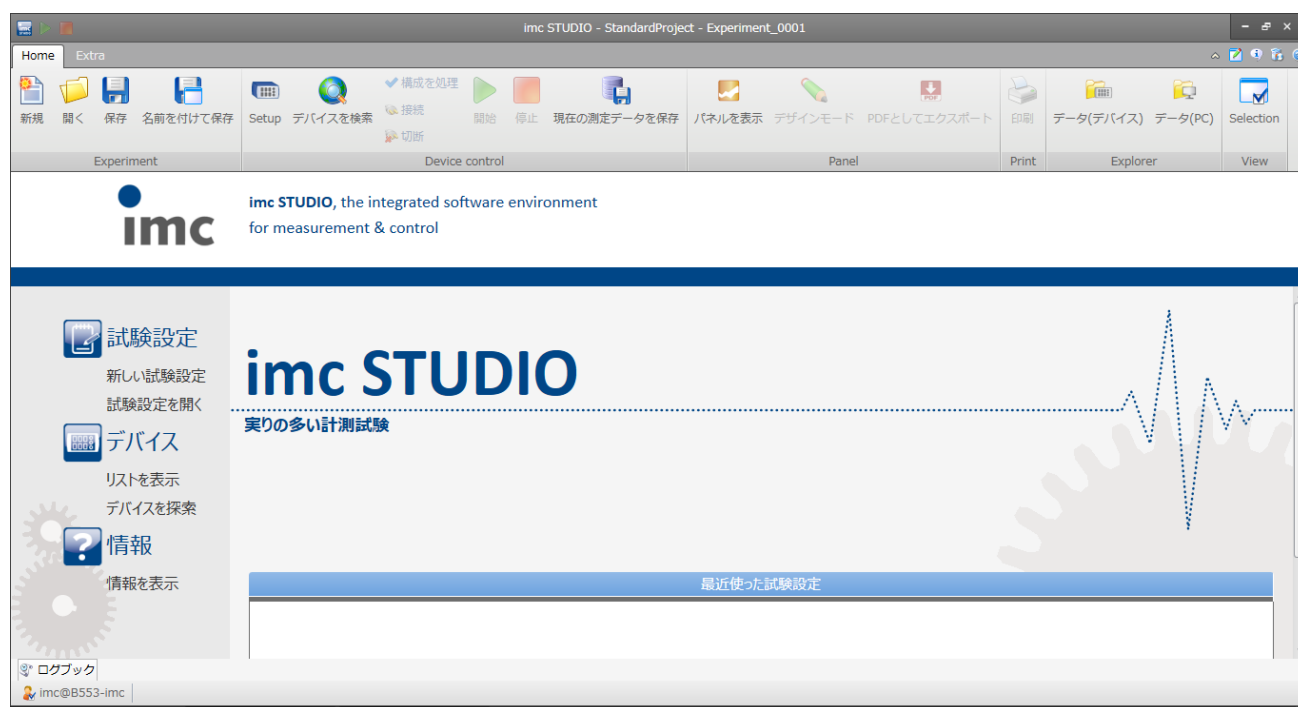 imc STUDIO - StandardProject - Experiment_0001
Home Extra
新規 開く 保存 名前を付けて保存 Setup デバイスを検索 構成を処理 開始 停止 現在の測定データを保存 パネルを表示 デザインモード PDFとしてエクスポート 印刷 データ(デバイス) データ(PC) Selection
接続
切断
Experiment Device control Panel Print Explorer View
imc
imc STUDIO, the integrated software environment
for measurement & control
試験設定
新しい試験設定
試験設定を開く
デバイス
リストを表示
デバイスを探索
情報
情報を表示
imc STUDIO
実りの多い計測試験
最近使った試験設定
ログブック
imc@B553-imc